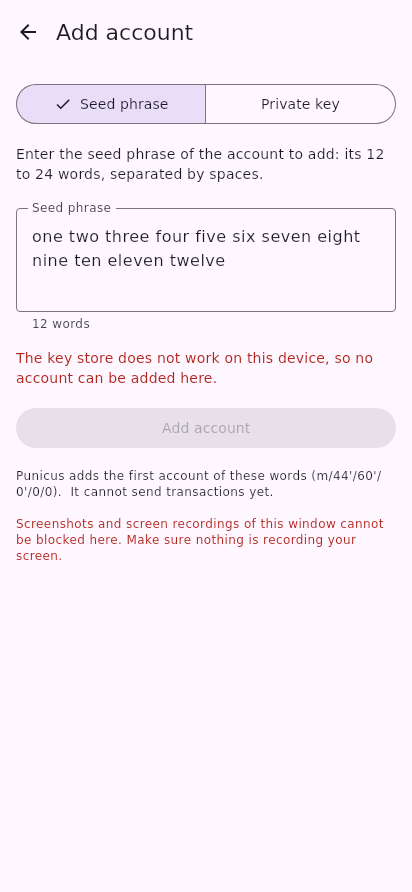 Add account
Seed phrase
Private key
Enter the seed phrase of the account to add: its 12
to 24 words, separated by spaces.
Seed phrase
one two three four five six seven eight
nine ten eleven twelve
12 words
The key store does not work on this device, so no
account can be added here.
Add account
Punicus adds the first account of these words (m/44'/60'/
0'/0/0).  It cannot send transactions yet.
Screenshots and screen recordings of this window cannot
be blocked here. Make sure nothing is recording your
screen.